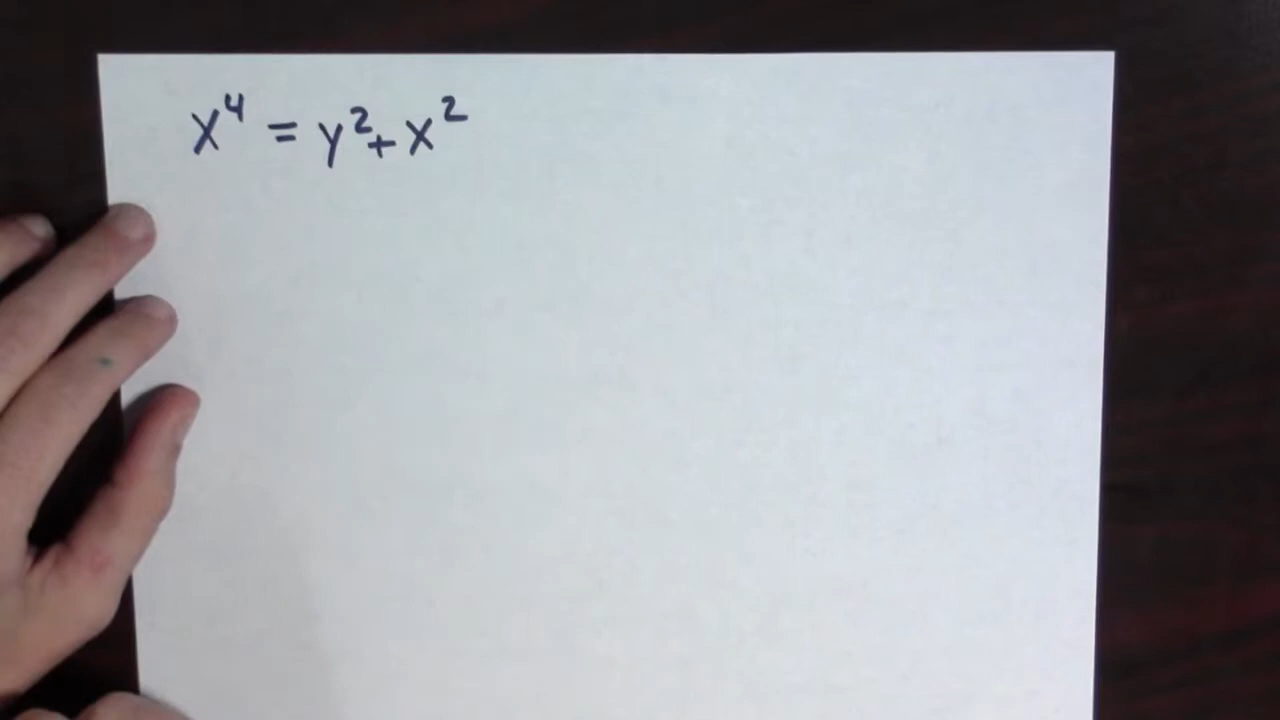 x⁴ = y² + x²